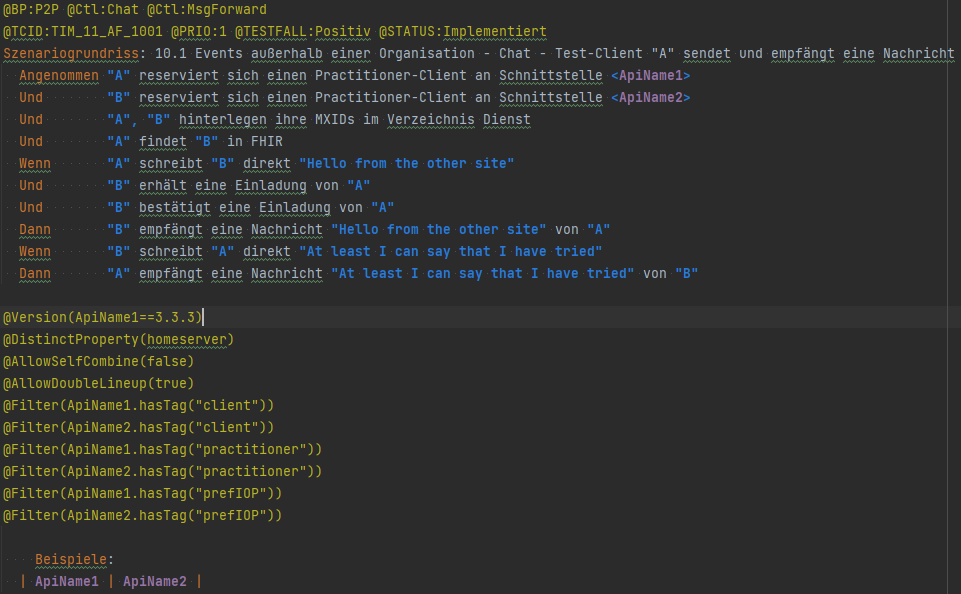 @BP:P2P @Ctl:Chat @Ctl:MsgForward
@TCID:TIM_11_AF_1001 @PRIO:1 @TESTFALL:Positiv @STATUS:Implementiert
Szenariogrundriss: 10.1 Events außerhalb einer Organisation - Chat - Test-Client "A" sendet und empfängt eine Nachricht
Angenommen "A" reserviert sich einen Practitioner-Client an Schnittstelle <ApiName1>
Und "B" reserviert sich einen Practitioner-Client an Schnittstelle <ApiName2>
Und "A", "B" hinterlegen ihre MXIDs im Verzeichnis Dienst
Und "A" findet "B" in FHIR
Wenn "A" schreibt "B" direkt "Hello from the other site"
Und "B" erhält eine Einladung von "A"
Und "B" bestätigt eine Einladung von "A"
Dann "B" empfängt eine Nachricht "Hello from the other site" von "A"
Wenn "B" schreibt "A" direkt "At least I can say that I have tried"
Dann "A" empfängt eine Nachricht "At least I can say that I have tried" von "B"
@Version(ApiName1==3.3.3)
@DistinctProperty(homeserver)
@AllowSelfCombine(false)
@AllowDoubleLineup(true)
@Filter(ApiName1.hasTag("client"))
@Filter(ApiName2.hasTag("client"))
@Filter(ApiName1.hasTag("practitioner"))
@Filter(ApiName2.hasTag("practitioner"))
@Filter(ApiName1.hasTag("prefIOP"))
@Filter(ApiName2.hasTag("prefIOP"))
Beispiele:
| ApiName1 | ApiName2 |